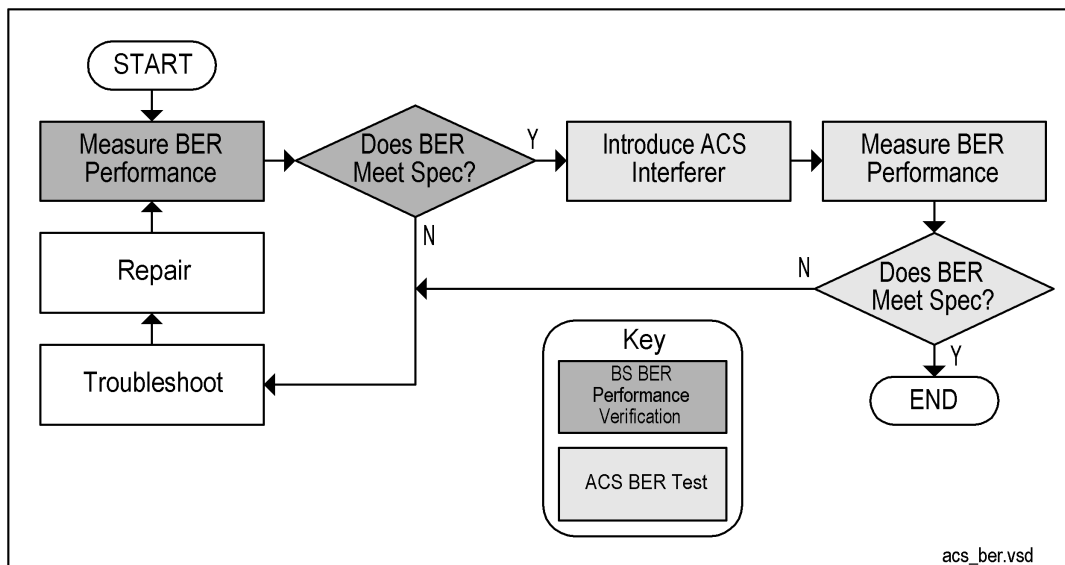 START
Measure BER
Performance
Does BER
Meet Spec?
Y
Introduce ACS
Interferer
Measure BER
Performance
N
Repair
N
Does BER
Meet Spec?
Troubleshoot
Y
END
Key
BS BER
Performance
Verification
ACS BER Test
acs_ber.vsd